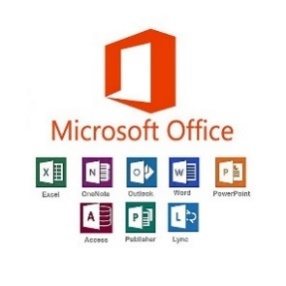 Microsoft Office
Excel OneNote Outlook Word PowerPoint
Access Publisher Lync